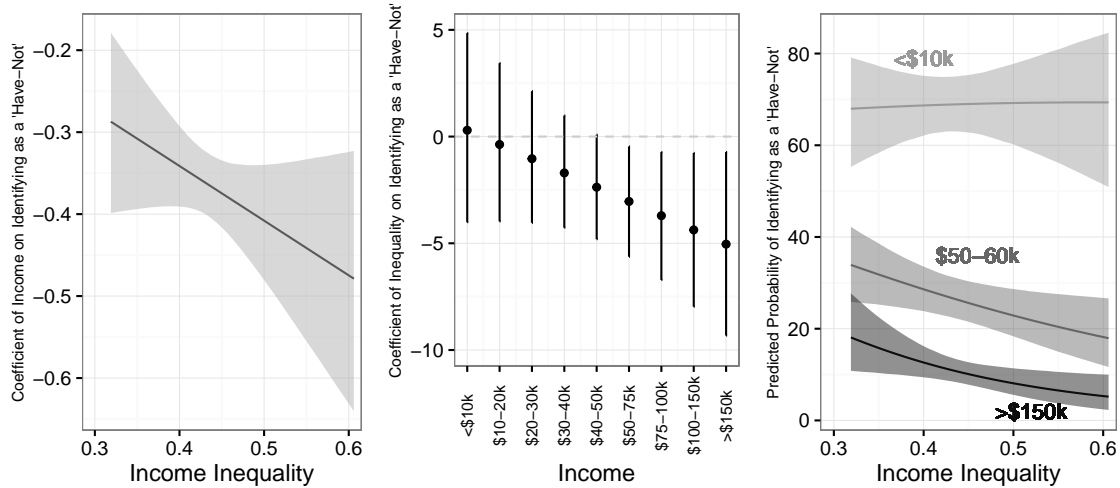 Coefficient of Income on Identifying as a 'Have−Not'
−0.2
−0.3
−0.4
−0.5
−0.6
0.3
0.4
0.5
0.6
Income Inequality
Coefficient of Inequality on Identifying as a 'Have−Not'
5
0
−5
−10
<$10k
$10−20k
$20−30k
$30−40k
$40−50k
$50−75k
$75−100k
$100−150k
>$150k
Income
Predicted Probability of Identifying as a 'Have−Not'
80
60
40
20
0
<$10k
$50−60k
>$150k
0.3
0.4
0.5
0.6
Income Inequality